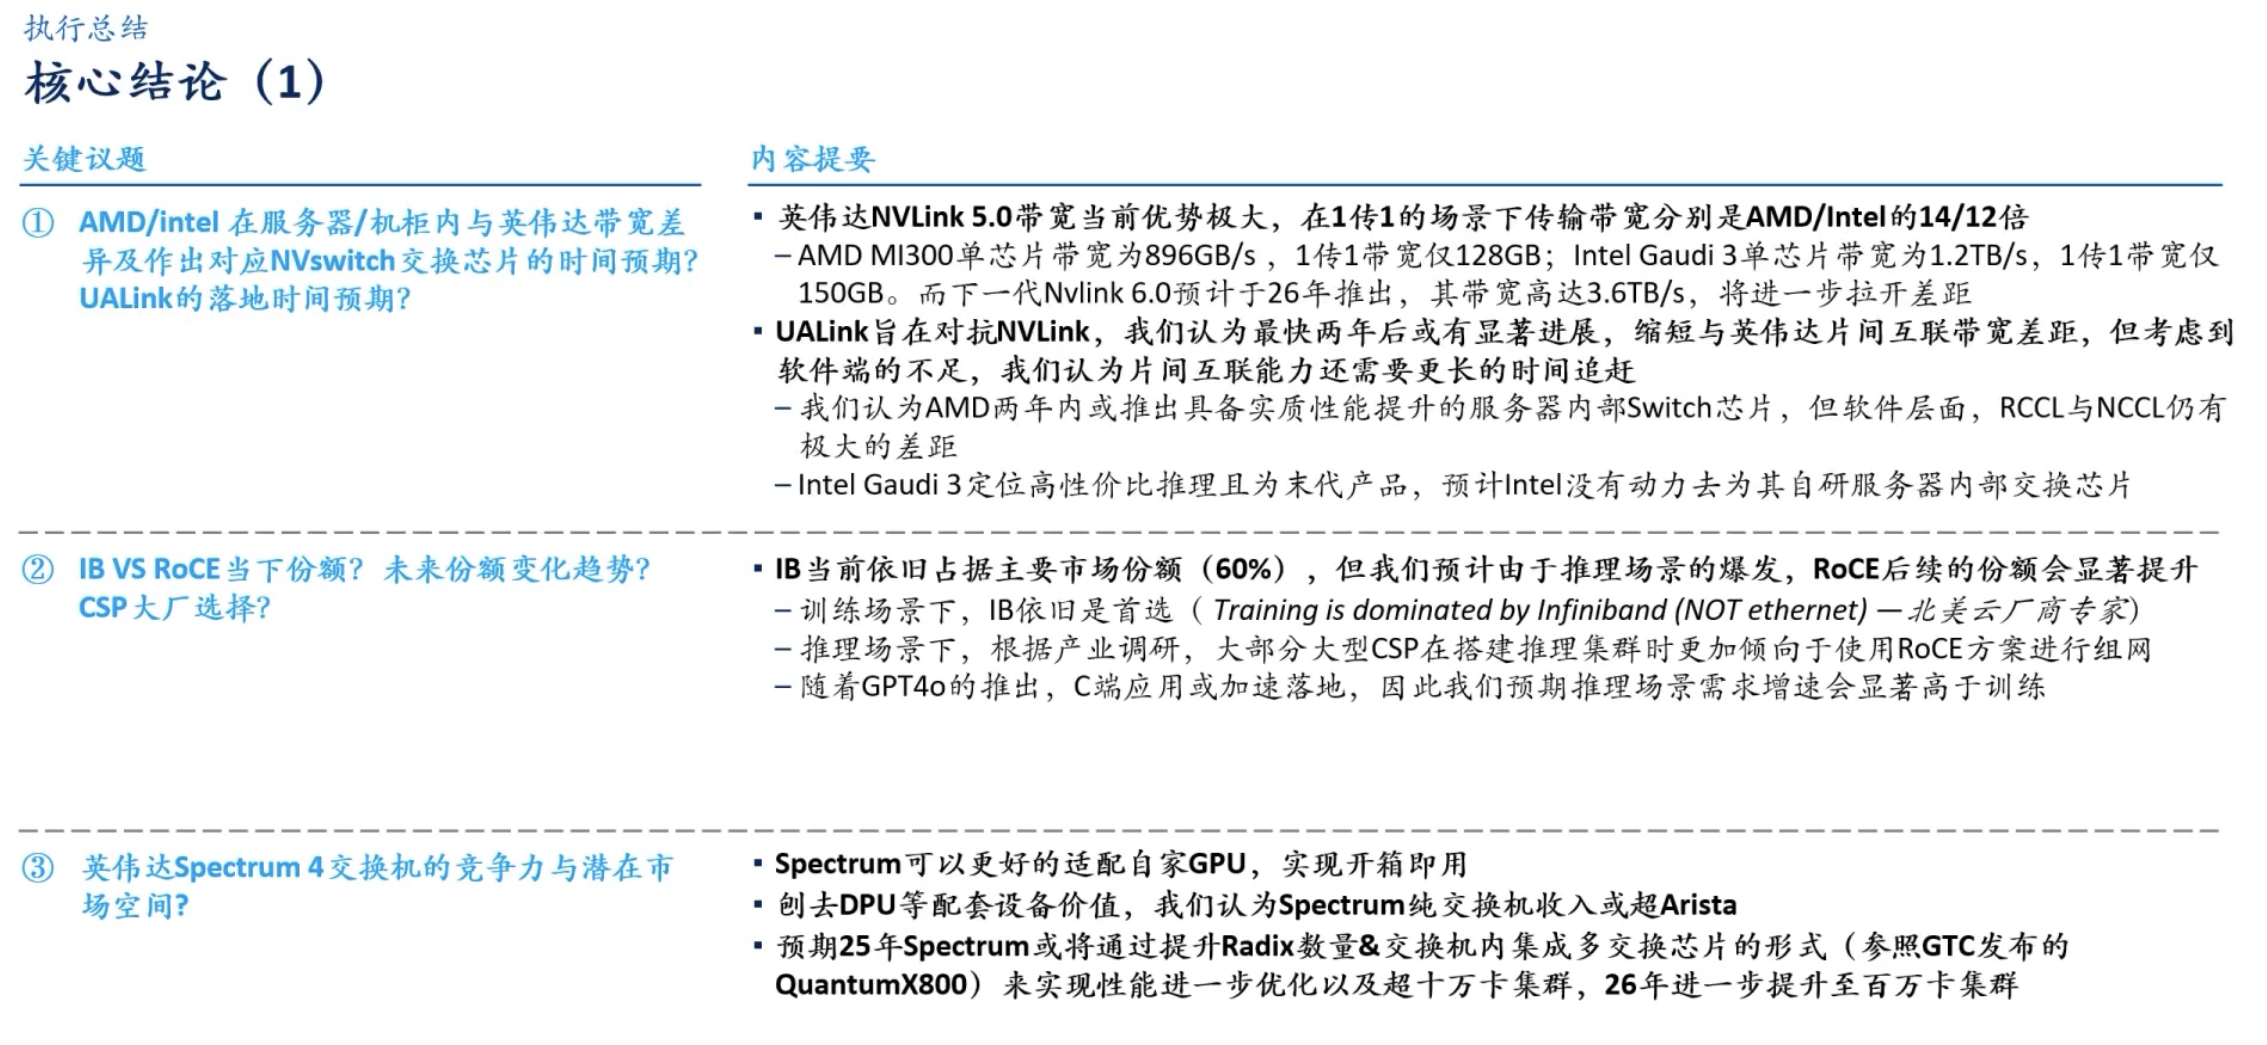 执行总结
核心结论（1）
关键议题
内容提要
① AMD/intel 在服务器/机柜内与英伟达带宽差
异及作出对应NVswitch交换芯片的时间预期？
UALink的落地时间预期？
▪ 英伟达NVLink 5.0带宽当前优势极大，在1传1的场景下传输带宽分别是AMD/Intel的14/12倍
– AMD MI300单芯片带宽为896GB/s，1传1带宽仅128GB；Intel Gaudi 3单芯片带宽为1.2TB/s，1传1带宽仅
150GB。而下一代Nvlink 6.0预计于26年推出，其带宽高达3.6TB/s，将进一步拉开差距
▪ UALink旨在对抗NVLink，我们认为最快两年后或有显著进展，缩短与英伟达片间互联带宽差距，但考虑到
软件端的不足，我们认为片间互联能力还需要更长的时间追赶
– 我们认为AMD两年内或推出具备实质性能提升的服务器内部Switch芯片，但软件层面，RCCL与NCCL仍有
极大的差距
– Intel Gaudi 3定位高性价比推理且为末代产品，预计Intel没有动力去为其自研服务器内部交换芯片
② IB VS RoCE当下份额？未来份额变化趋势？
CSP大厂选择？
▪ IB当前依旧占据主要市场份额（60%），但我们预计由于推理场景的爆发，RoCE后续的份额会显著提升
– 训练场景下，IB依旧是首选（ Training is dominated by Infiniband (NOT ethernet) — 北美云厂商专家）
– 推理场景下，根据产业调研，大部分大型CSP在搭建推理集群时更加倾向于使用RoCE方案进行组网
– 随着GPT4o的推出，C端应用或加速落地，因此我们预期推理场景需求增速会显著高于训练
③ 英伟达Spectrum 4交换机的竞争力与潜在市
场空间?
▪ Spectrum可以更好的适配自家GPU，实现开箱即用
▪ 刨去DPU等配套设备价值，我们认为Spectrum纯交换机收入或超Arista
▪ 预期25年Spectrum或将通过提升Radix数量&交换机内集成多交换芯片的形式（参照GTC发布的
QuantumX800）来实现性能进一步优化以及超十万卡集群，26年进一步提升至百万卡集群